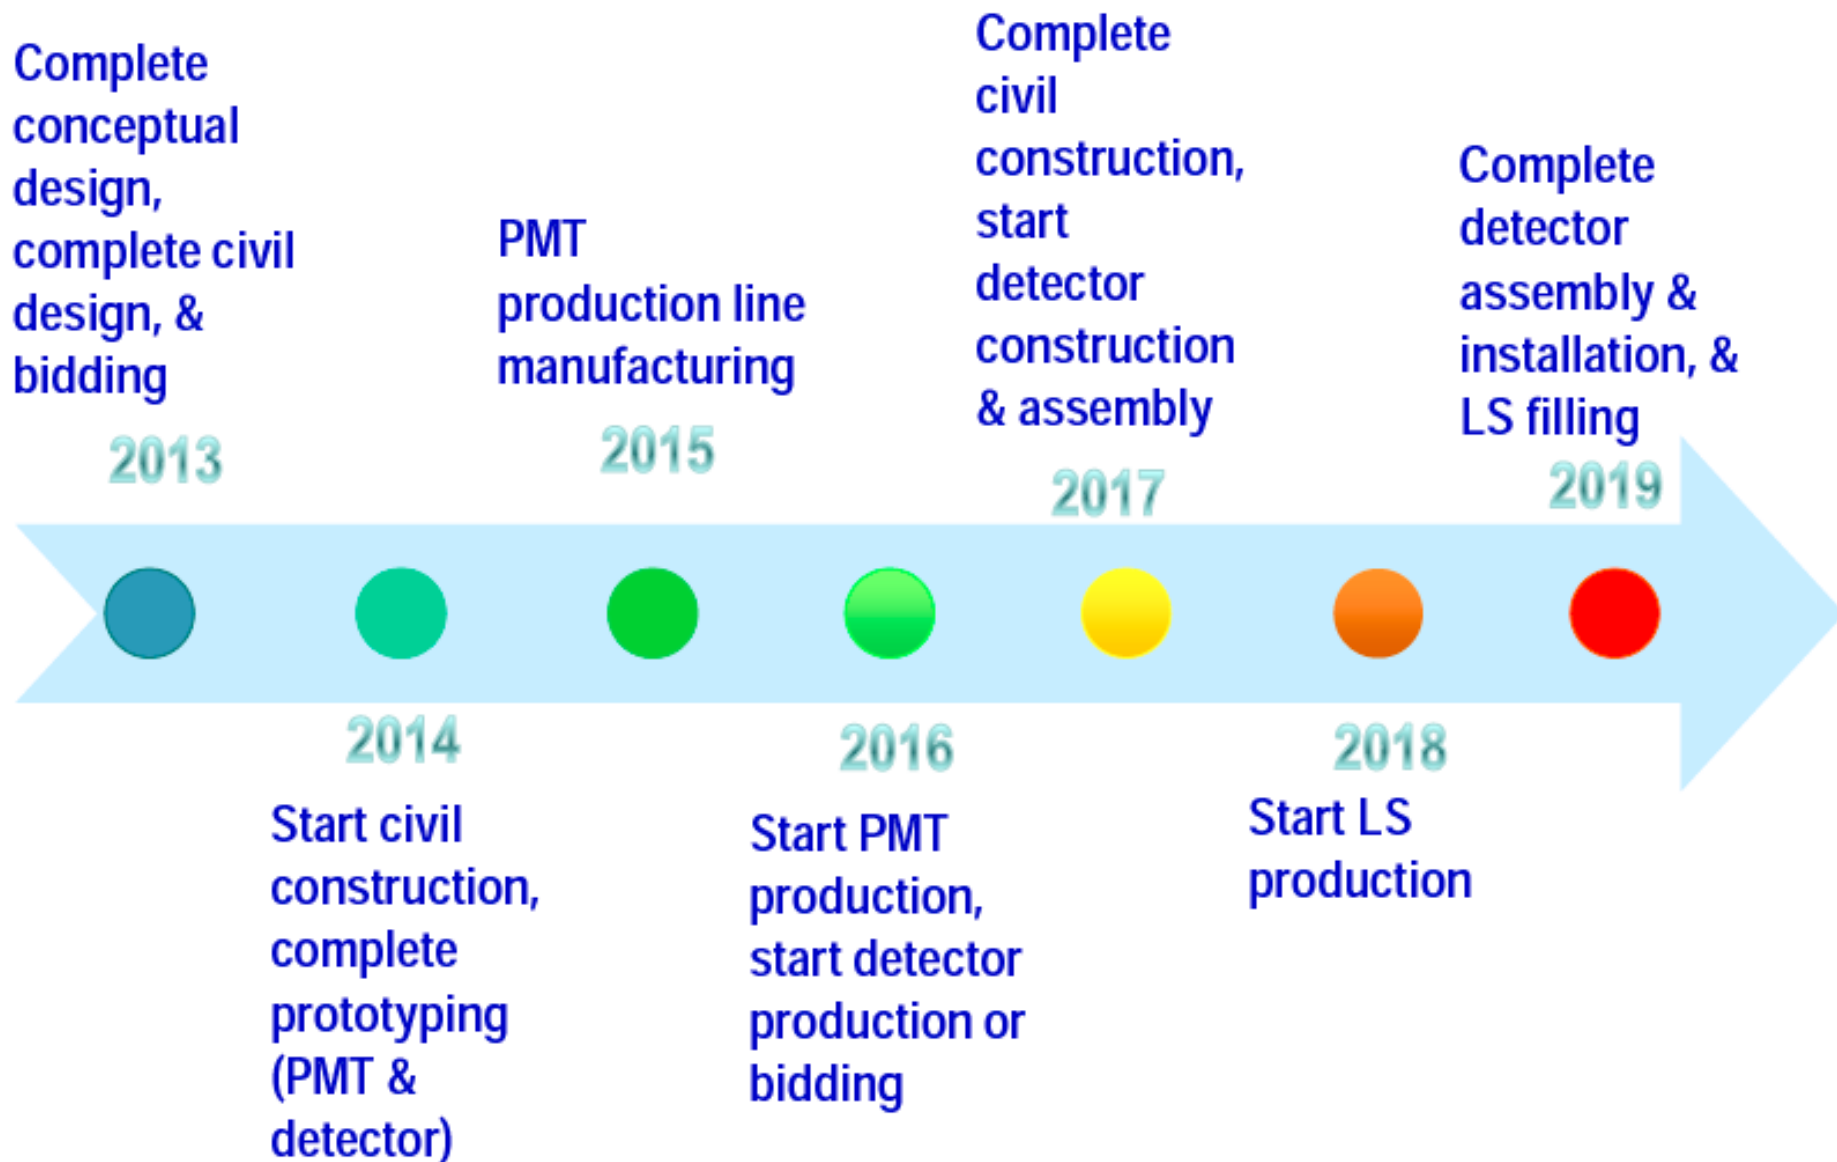 Complete
conceptual
design,
complete civil
design, &
bidding
2013
PMT
production line
manufacturing
2015
Complete
civil
construction,
start
detector
construction
& assembly
2017
Complete
detector
assembly &
installation, &
LS filling
2019
2014
Start civil
construction,
complete
prototyping
(PMT &
detector)
2016
Start PMT
production,
start detector
production or
bidding
2018
Start LS
production